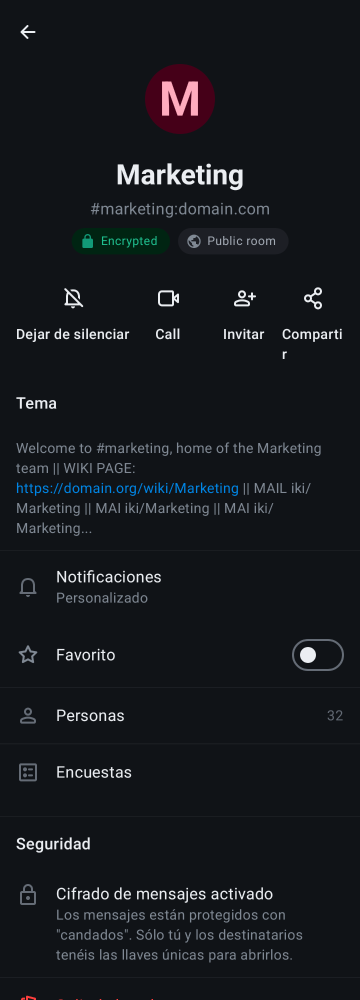 M
Marketing
#marketing:domain.com
Encrypted
Public room
Dejar de silenciar
Call
Invitar
Comparti
r
Tema
Welcome to #marketing, home of the Marketing
team || WIKI PAGE:
https://domain.org/wiki/Marketing || MAIL iki/
Marketing || MAI iki/Marketing || MAI iki/
Marketing...
Notificaciones
Personalizado
Favorito
Personas
32
Encuestas
Seguridad
Cifrado de mensajes activado
Los mensajes están protegidos con
"candados". Sólo tú y los destinatarios
tenéis las llaves únicas para abrirlos.